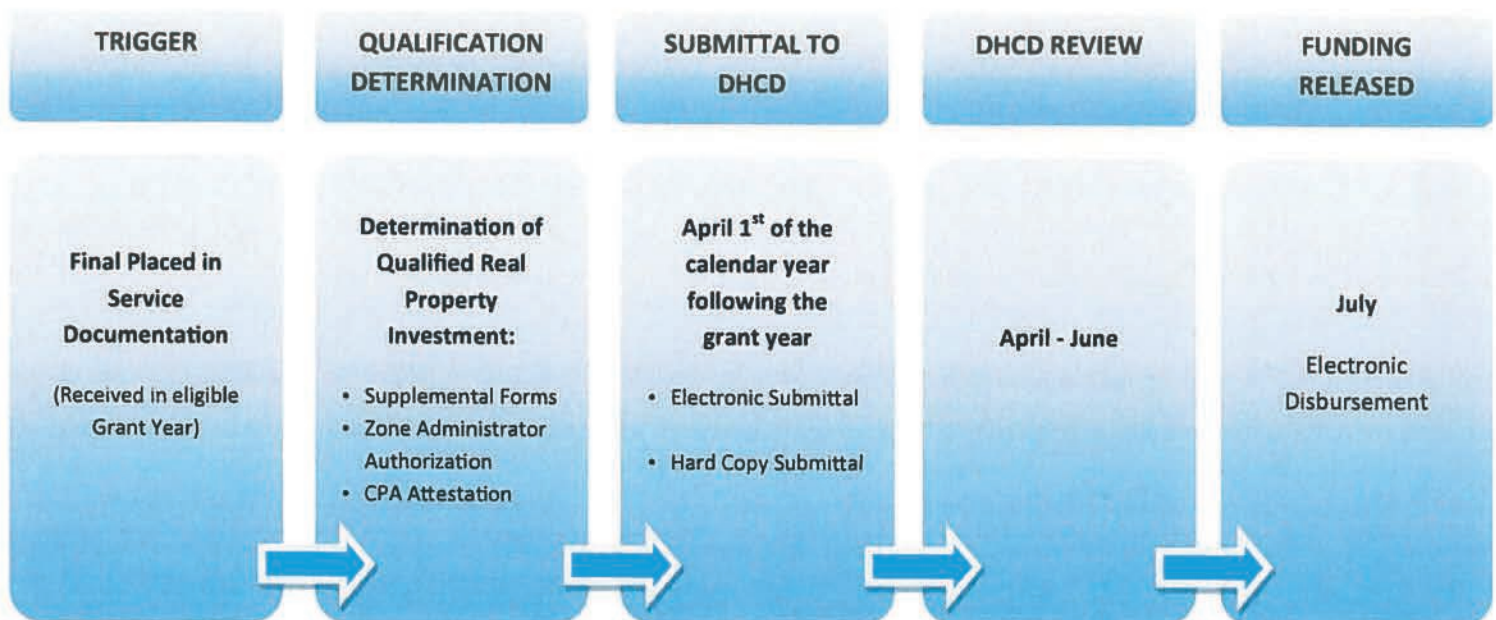 TRIGGER
QUALIFICATION
DETERMINATION
SUBMITTAL TO
DHCD
DHCD REVIEW
FUNDING
RELEASED
Final Placed in
Service
Documentation
(Received in eligible
Grant Year)
Determination of
Qualified Real
Property
Investment:
• Supplemental Forms
• Zone Administrator
Authorization
• CPA Attestation
April 1st of the
calendar year
following the
grant year
• Electronic Submittal
• Hard Copy Submittal
April - June
July
Electronic
Disbursement